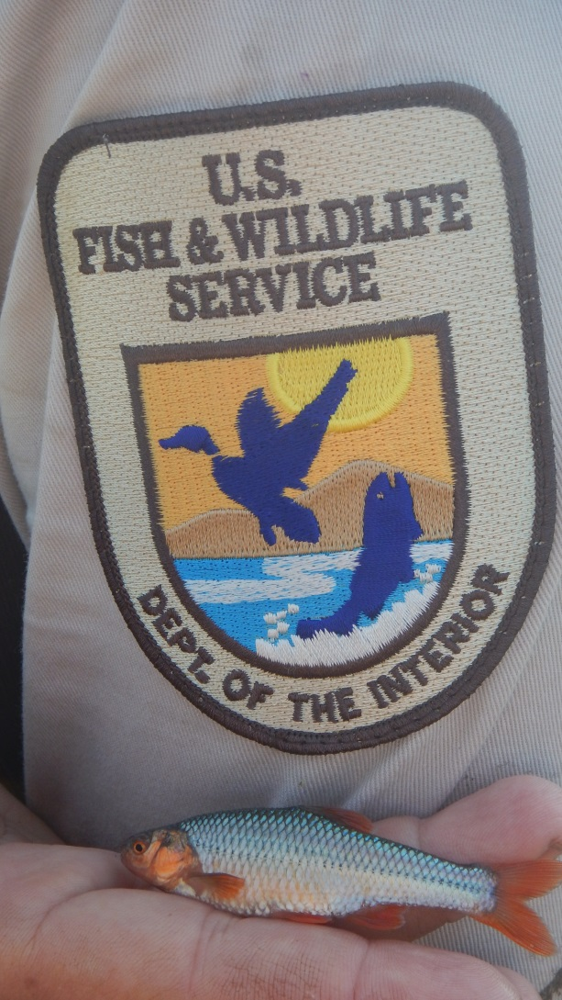 U.S.
FISH & WILDLIFE
SERVICE
DEPT. OF THE INTERIOR